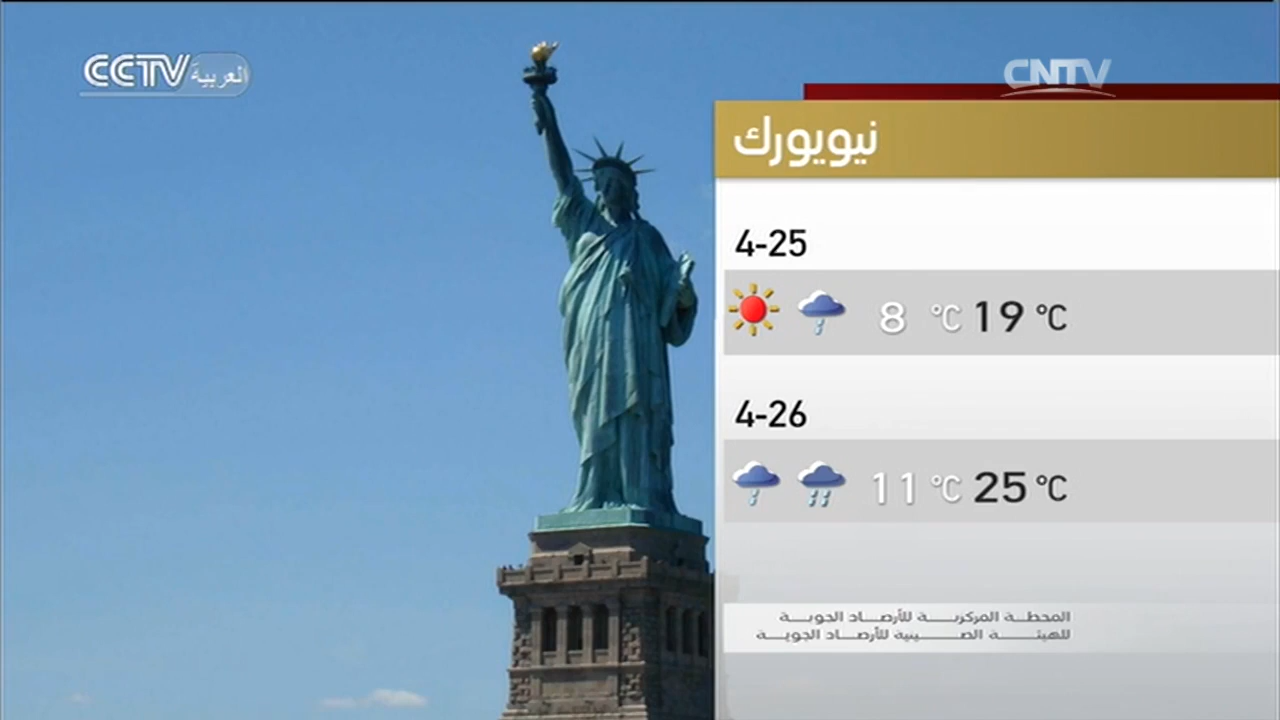 CCTV العربية
CNTV
نيويورك
4-25
8 °C 19 °C
4-26
11 °C 25 °C
المحطة المركزية للأرصاد الجوية
للهيئة الصينية للأرصاد الجوية